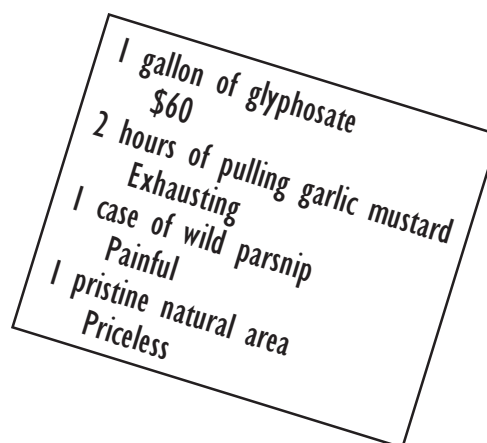 1 gallon of glyphosate
$60
2 hours of pulling garlic mustard
Exhausting
1 case of wild parsnip
Painful
1 pristine natural area
Priceless